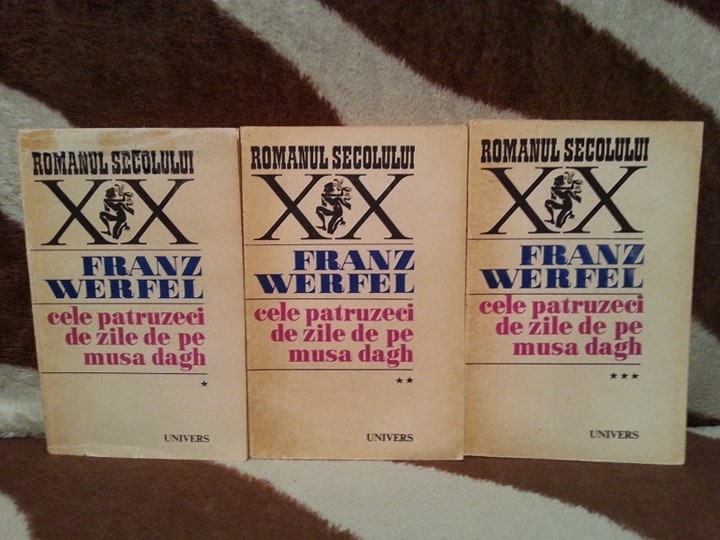 ROMANUL SECOLULUI
XX
FRANZ
WERFEL
cele patruzeci
de zile de pe
musa dagh
★
UNIVERS
ROMANUL SECOLULUI
XX
FRANZ
WERFEL
cele patruzeci
de zile de pe
musa dagh
★★
UNIVERS
ROMANUL SECOLULUI
XX
FRANZ
WERFEL
cele patruzeci
de zile de pe
musa dagh
★★★
UNIVERS